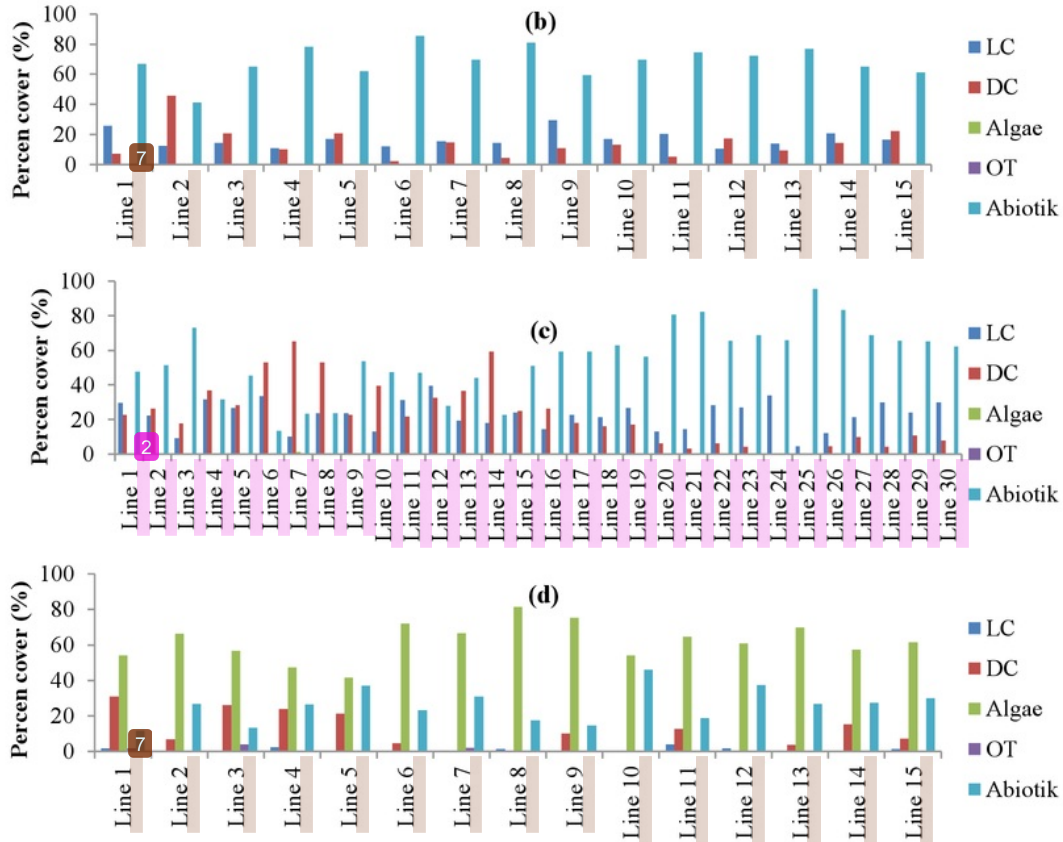 (b)
Percen cover (%)
100
80
60
40
20
0
7
Line 1
Line 2
Line 3
Line 4
Line 5
Line 6
Line 7
Line 8
Line 9
Line 10
Line 11
Line 12
Line 13
Line 14
Line 15
LC
DC
Algae
OT
Abiotik
(c)
Percen cover (%)
100
80
60
40
20
0
2
Line 1
Line 2
Line 3
Line 4
Line 5
Line 6
Line 7
Line 8
Line 9
Line 10
Line 11
Line 12
Line 13
Line 14
Line 15
Line 16
Line 17
Line 18
Line 19
Line 20
Line 21
Line 22
Line 23
Line 24
Line 25
Line 26
Line 27
Line 28
Line 29
Line 30
LC
DC
Algae
OT
Abiotik
(d)
Percen cover (%)
100
80
60
40
20
0
7
Line 1
Line 2
Line 3
Line 4
Line 5
Line 6
Line 7
Line 8
Line 9
Line 10
Line 11
Line 12
Line 13
Line 14
Line 15
LC
DC
Algae
OT
Abiotik